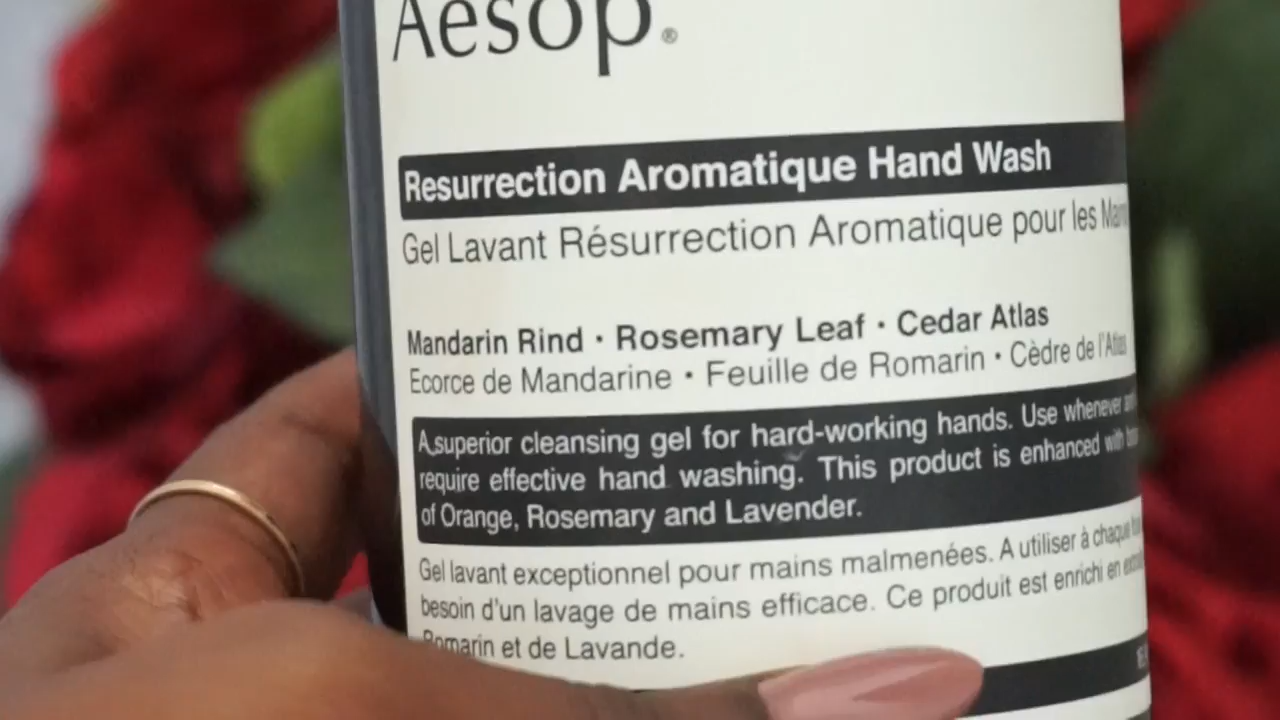 Aesop®
Resurrection Aromatique Hand Wash
Gel Lavant Résurrection Aromatique pour les
Mandarin Rind · Rosemary Leaf · Cedar Atlas
Ecorce de Mandarine · Feuille de Romarin · Cèdre de l'Atlas
A superior cleansing gel for hard-working hands. Use whenever
require effective hand washing. This product is enhanced with
of Orange, Rosemary and Lavender.
Gel lavant exceptionnel pour mains malmenées. A utiliser à chaque
besoin d'un lavage de mains efficace. Ce produit est enrichi en
Romarin et de Lavande.